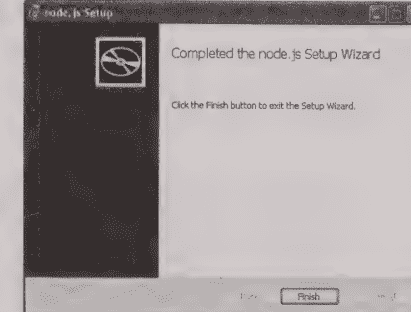 node.js Setup
Completed the node.js Setup Wizard
Click the Finish button to exit the Setup Wizard.
Finish